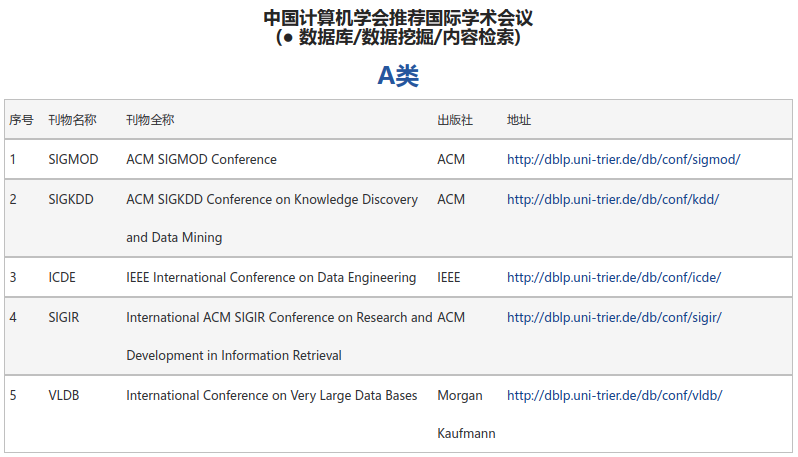 中国计算机学会推荐国际学术会议
(● 数据库/数据挖掘/内容检索)
A类
序号 刊物名称 刊物全称 出版社 地址
1 SIGMOD ACM SIGMOD Conference ACM http://dblp.uni-trier.de/db/conf/sigmod/
2 SIGKDD ACM SIGKDD Conference on Knowledge Discovery ACM http://dblp.uni-trier.de/db/conf/kdd/
and Data Mining
3 ICDE IEEE International Conference on Data Engineering IEEE http://dblp.uni-trier.de/db/conf/icde/
4 SIGIR International ACM SIGIR Conference on Research and ACM http://dblp.uni-trier.de/db/conf/sigir/
Development in Information Retrieval
5 VLDB International Conference on Very Large Data Bases Morgan http://dblp.uni-trier.de/db/conf/vldb/
Kaufmann